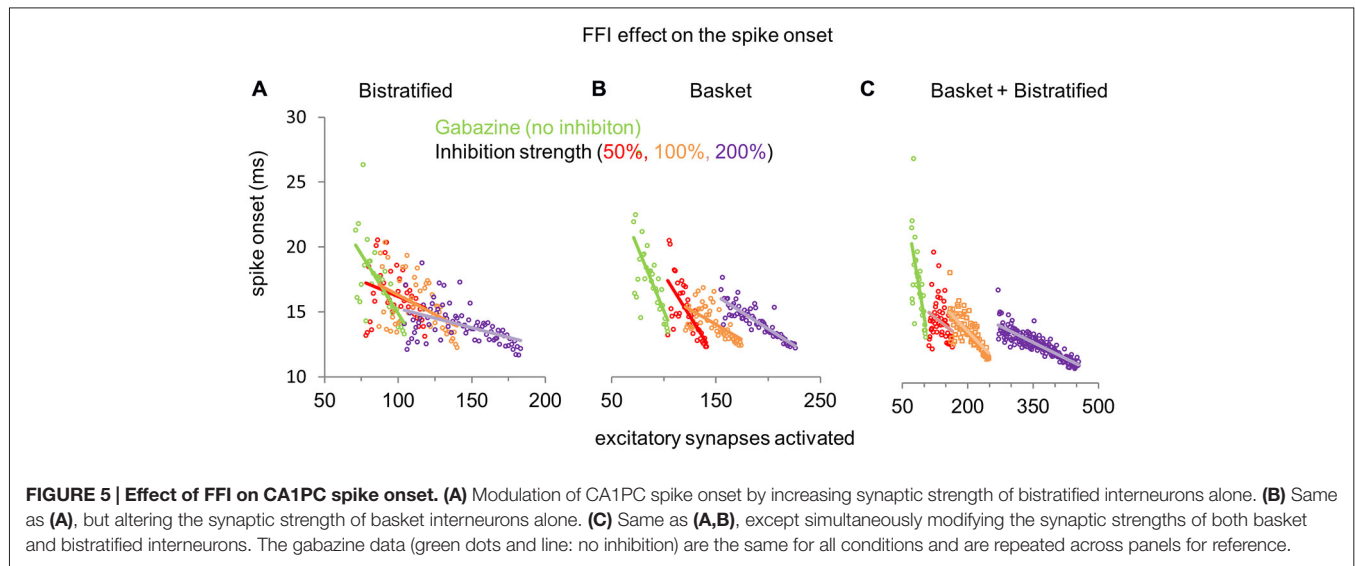 FFI effect on the spike onset
A Bistratified
B Basket
C Basket + Bistratified
Gabazine (no inhibiton)
Inhibition strength (50%, 100%, 200%)
spike onset (ms)
30
25
20
15
10
50 100 150 200
50 150 250
50 200 350 500
excitatory synapses activated
FIGURE 5 | Effect of FFI on CA1PC spike onset. (A) Modulation of CA1PC spike onset by increasing synaptic strength of bistratified interneurons alone. (B) Same
as (A), but altering the synaptic strength of basket interneurons alone. (C) Same as (A,B), except simultaneously modifying the synaptic strengths of both basket
and bistratified interneurons. The gabazine data (green dots and line: no inhibition) are the same for all conditions and are repeated across panels for reference.